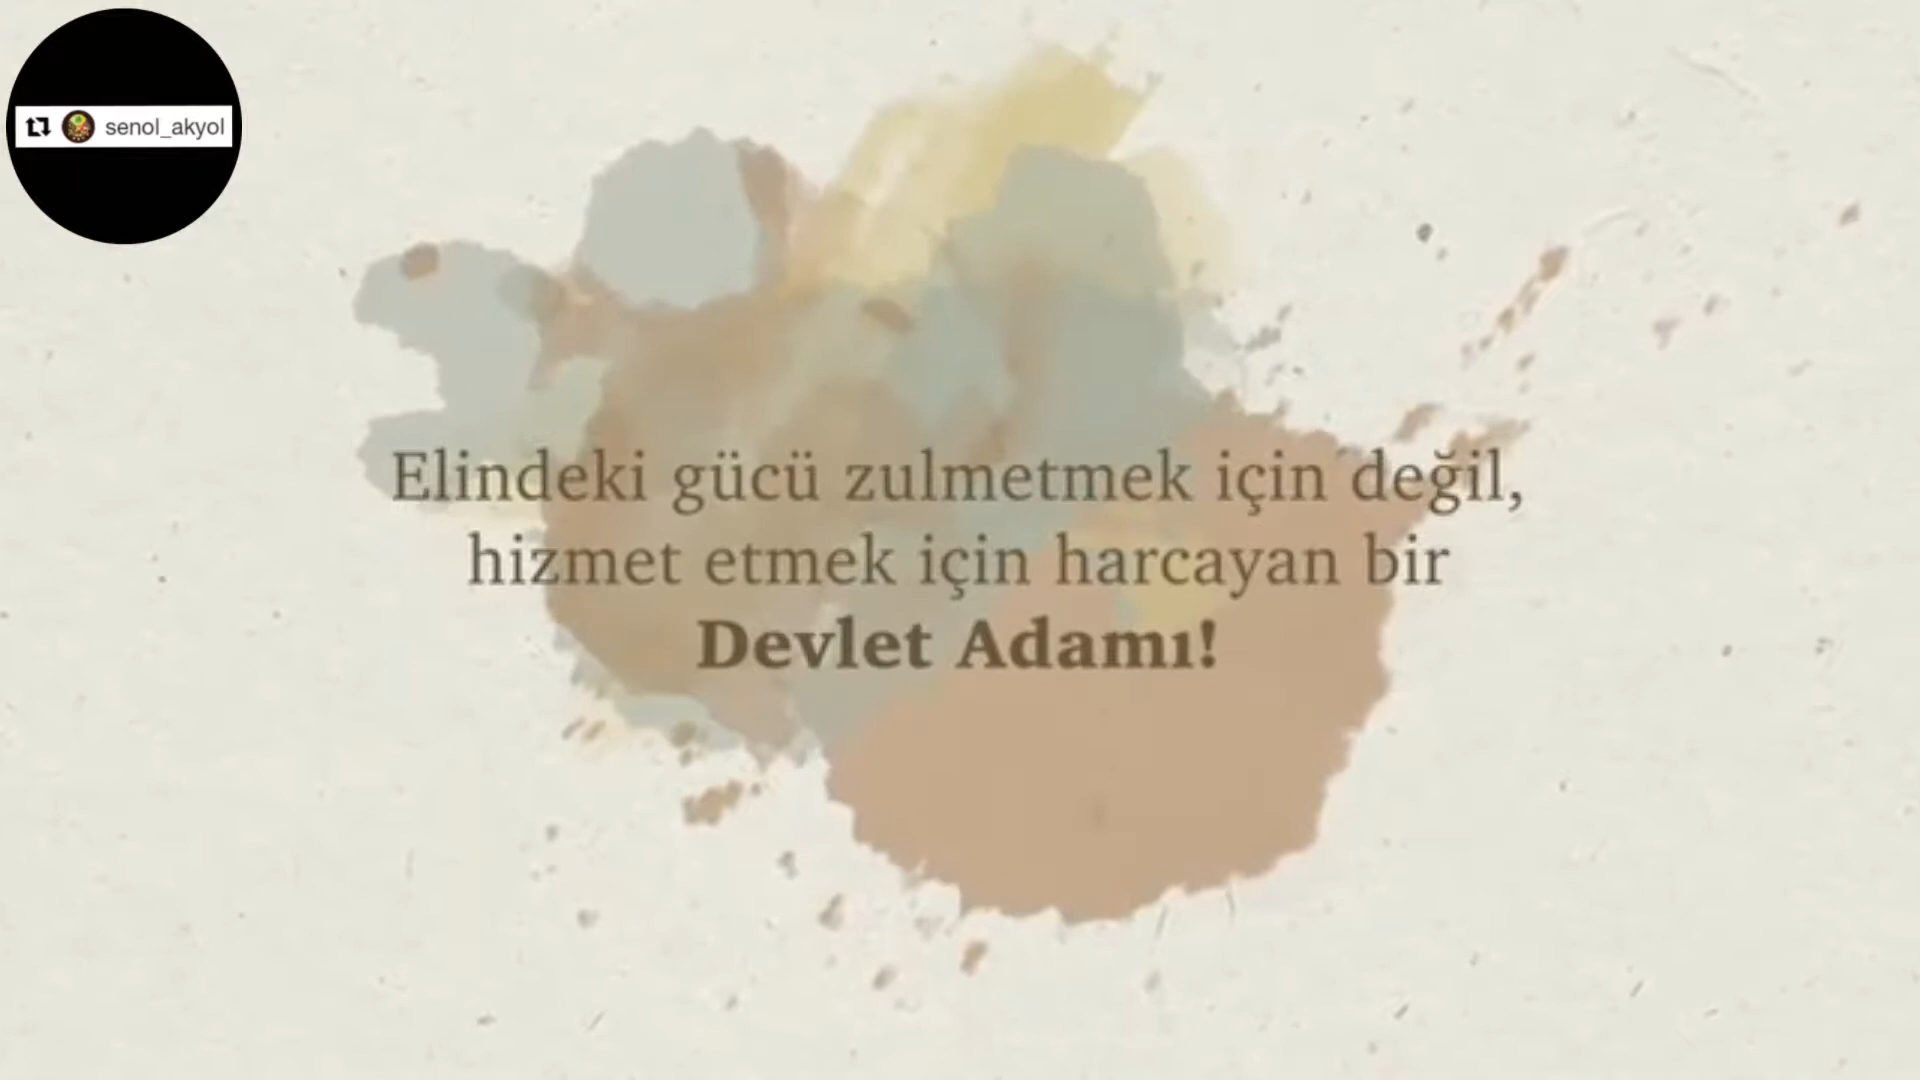 senol_akyol
Elindeki gücü zulmetmek için değil,
hizmet etmek için harcayan bir
Devlet Adamı!